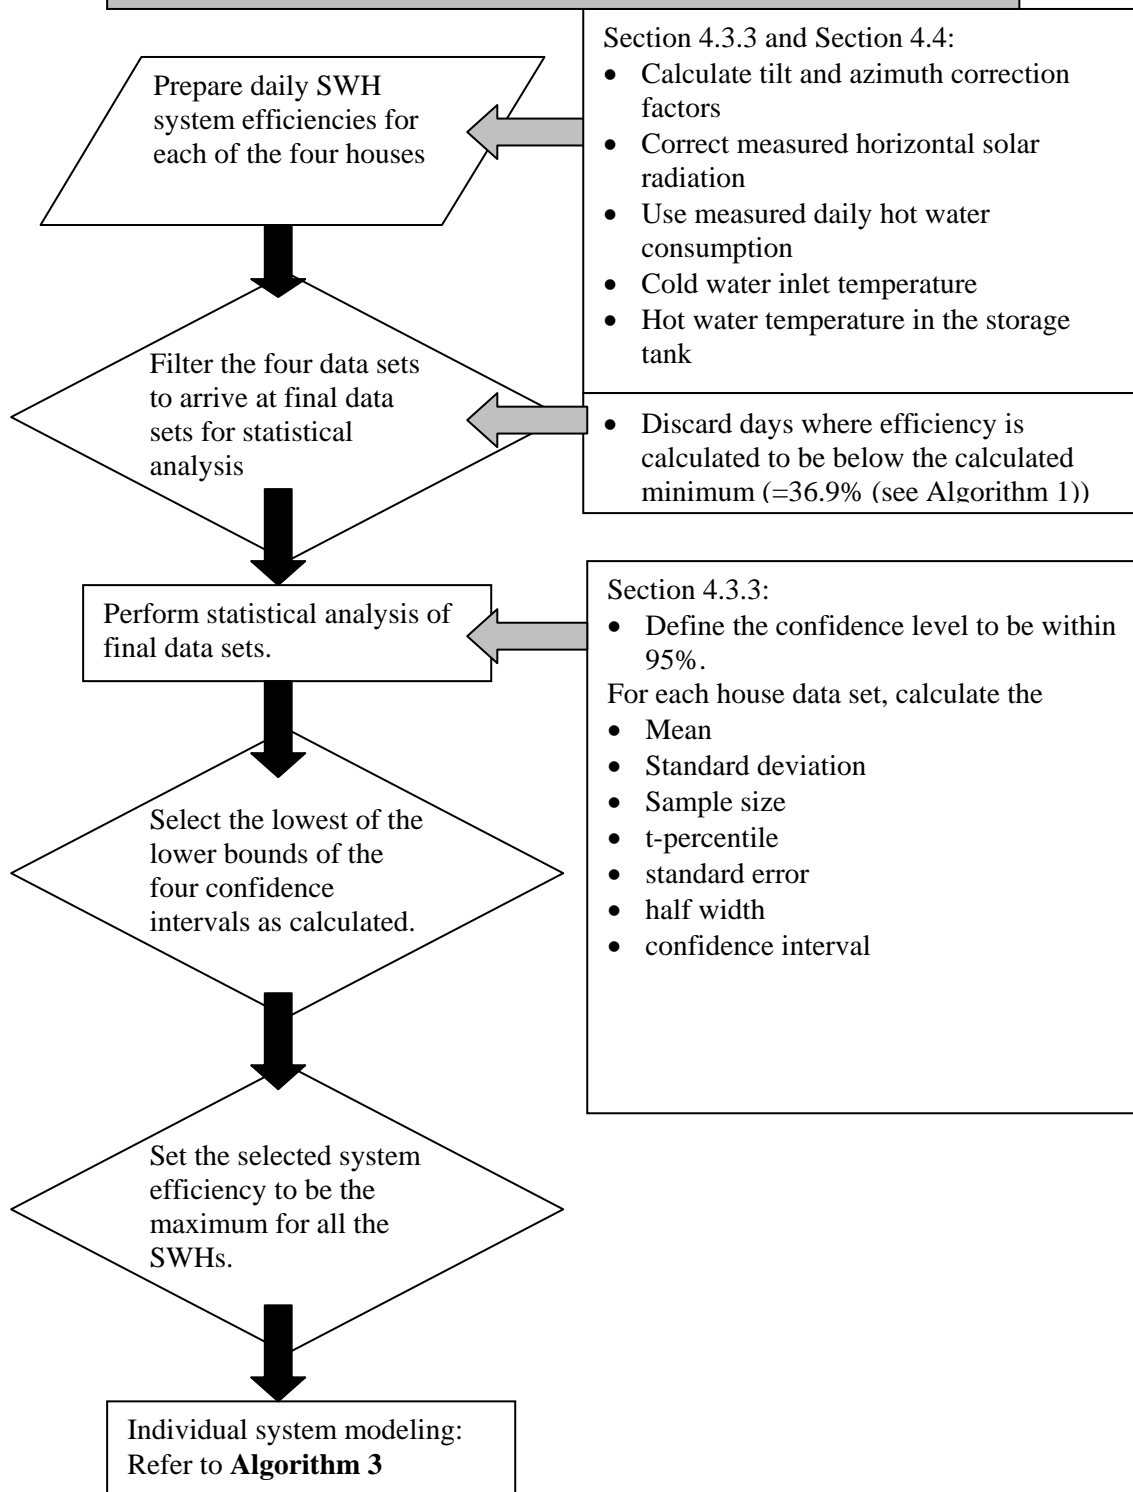 Prepare daily SWH
system efficiencies for
each of the four houses
Section 4.3.3 and Section 4.4:
• Calculate tilt and azimuth correction
factors
• Correct measured horizontal solar
radiation
• Use measured daily hot water
consumption
• Cold water inlet temperature
• Hot water temperature in the storage
tank
Filter the four data sets
to arrive at final data
sets for statistical
analysis
• Discard days where efficiency is
calculated to be below the calculated
minimum (=36.9% (see Algorithm 1))
Perform statistical analysis of
final data sets.
Section 4.3.3:
• Define the confidence level to be within
95%.
For each house data set, calculate the
• Mean
• Standard deviation
• Sample size
• t-percentile
• standard error
• half width
• confidence interval
Select the lowest of the
lower bounds of the
four confidence
intervals as calculated.
Set the selected system
efficiency to be the
maximum for all the
SWHs.
Individual system modeling:
Refer to Algorithm 3